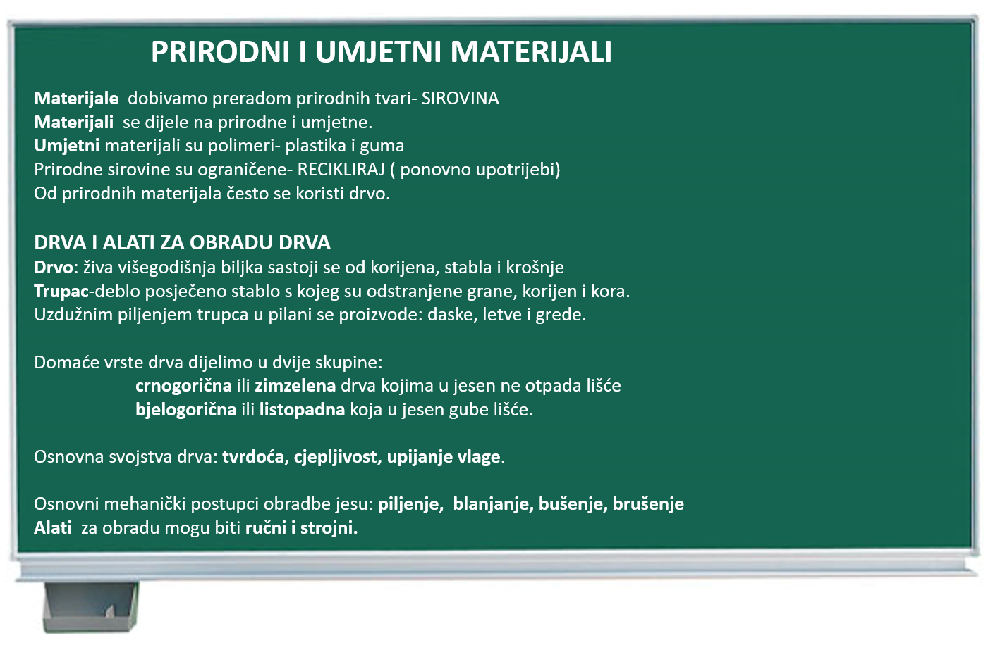 PRIRODNI I UMJETNI MATERIJALI
Materijale  dobivamo preradom prirodnih tvari- SIROVINA
Materijali  se dijele na prirodne i umjetne.
Umjetni materijali su polimeri- plastika i guma
Prirodne sirovine su ograničene- RECIKLIRAJ ( ponovno upotrijebi)
Od prirodnih materijala često se koristi drvo.
DRVA I ALATI ZA OBRADU DRVA
Drvo: živa višegodišnja biljka sastoji se od korijena, stabla i krošnje
Trupac-deblo posječeno stablo s kojeg su odstranjene grane, korijen i kora.
Uzdužnim piljenjem trupca u pilani se proizvode: daske, letve i grede.
Domaće vrste drva dijelimo u dvije skupine:
crnogorična ili zimzelena drva kojima u jesen ne otpada lišće
bjelogorična ili listopadna koja u jesen gube lišće.
Osnovna svojstva drva: tvrdoća, cjepljivost, upijanje vlage.
Osnovni mehanički postupci obradbe jesu: piljenje,  blanjanje, bušenje, brušenje
Alati  za obradu mogu biti ručni i strojni.